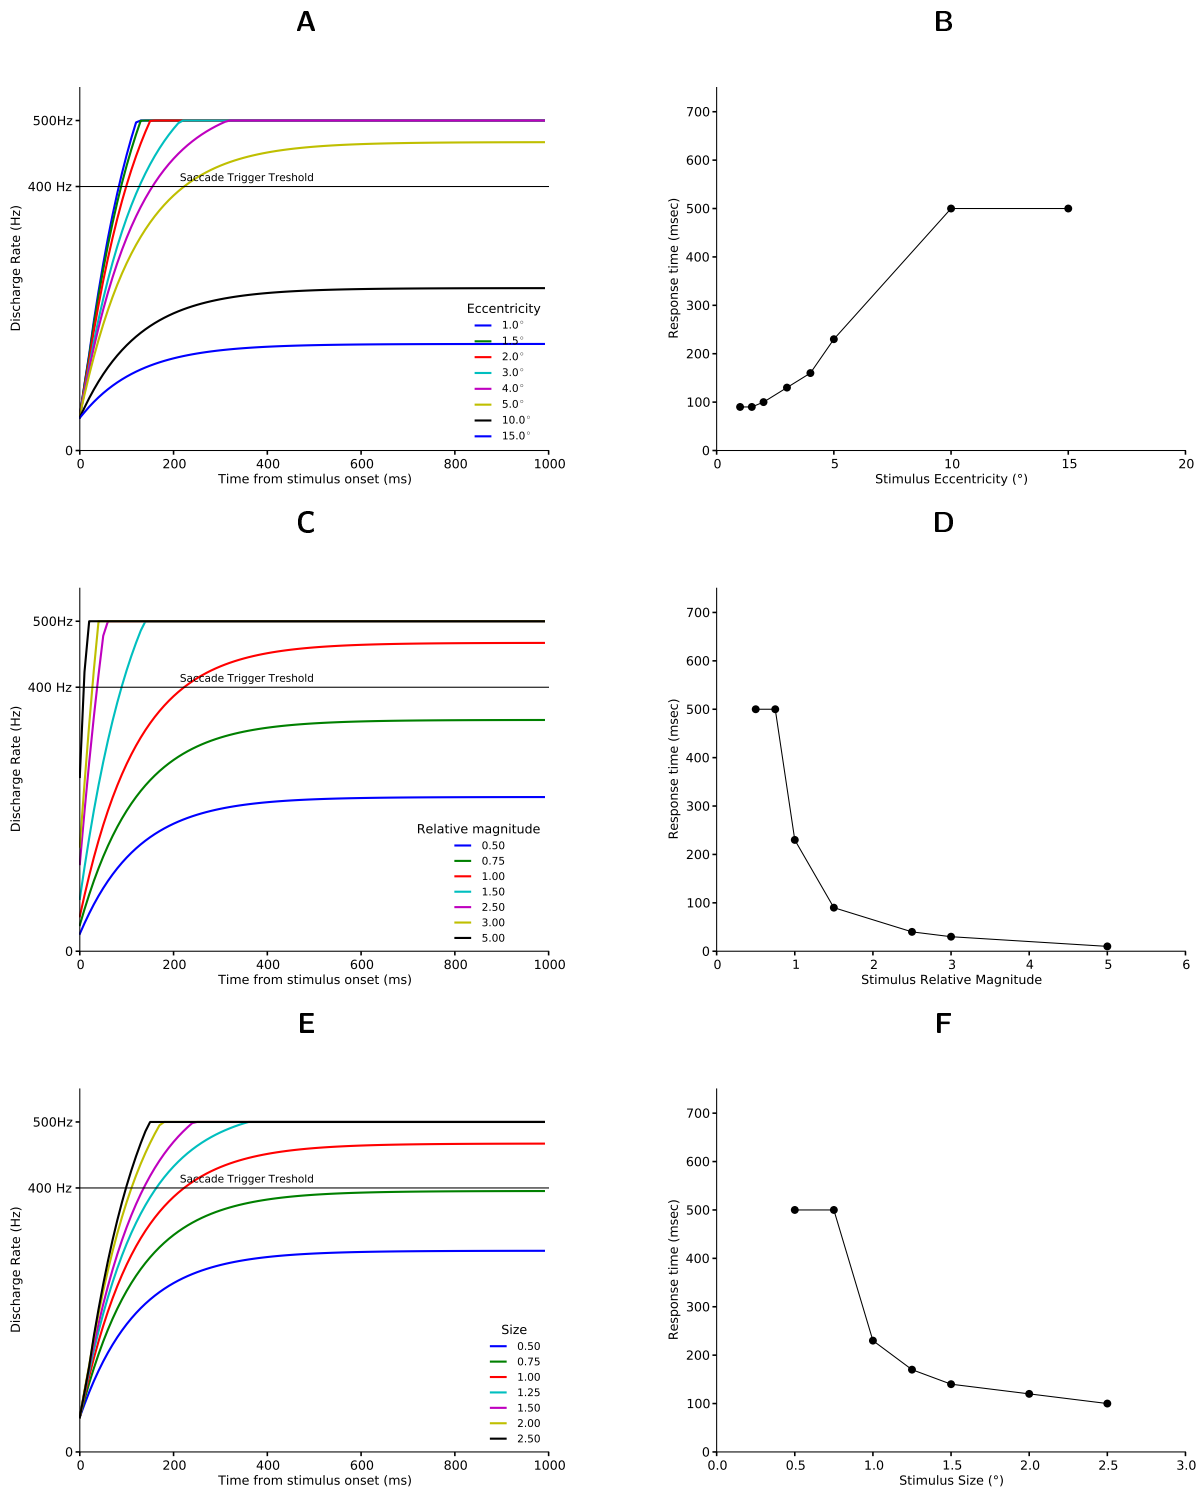 A
500Hz
400 Hz
0
Saccade Trigger Treshold
Discharge Rate (Hz)
Eccentricity
1.0°
1.5°
2.0°
3.0°
4.0°
5.0°
10.0°
15.0°
0 200 400 600 800 1000
Time from stimulus onset (ms)
B
700
600
500
400
300
200
100
0
Response time (msec)
0 5 10 15 20
Stimulus Eccentricity (°)
C
500Hz
400 Hz
0
Saccade Trigger Treshold
Discharge Rate (Hz)
Relative magnitude
0.50
0.75
1.00
1.50
2.50
3.00
5.00
0 200 400 600 800 1000
Time from stimulus onset (ms)
D
700
600
500
400
300
200
100
0
Response time (msec)
0 1 2 3 4 5 6
Stimulus Relative Magnitude
E
500Hz
400 Hz
0
Saccade Trigger Treshold
Discharge Rate (Hz)
Size
0.50
0.75
1.00
1.25
1.50
2.00
2.50
0 200 400 600 800 1000
Time from stimulus onset (ms)
F
700
600
500
400
300
200
100
0
Response time (msec)
0.0 0.5 1.0 1.5 2.0 2.5 3.0
Stimulus Size (°)